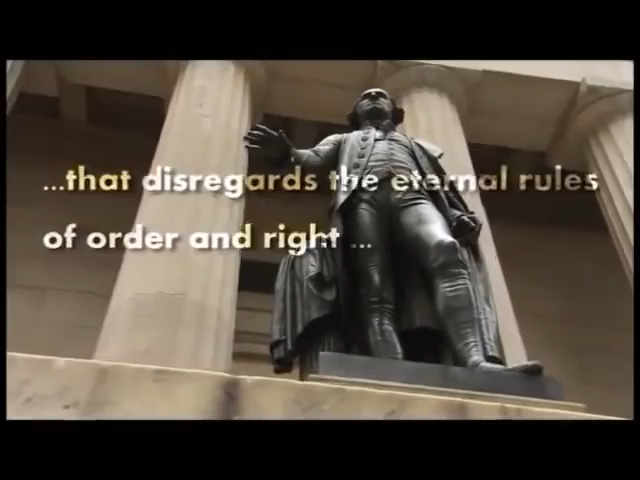 ...that disregards the eternal rules
of order and right ...